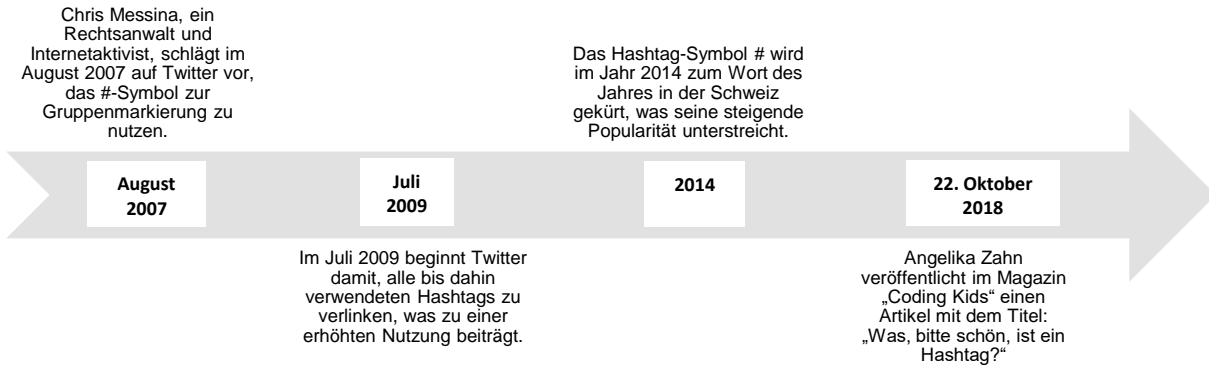 Chris Messina, ein
Rechtsanwalt und
Internetaktivist, schlägt im
August 2007 auf Twitter vor,
das #-Symbol zur
Gruppenmarkierung zu
nutzen.
August
2007
Juli
2009
Im Juli 2009 beginnt Twitter
damit, alle bis dahin
verwendeten Hashtags zu
verlinken, was zu einer
erhöhten Nutzung beiträgt.
Das Hashtag-Symbol # wird
im Jahr 2014 zum Wort des
Jahres in der Schweiz
gekürt, was seine steigende
Popularität unterstreicht.
2014
22. Oktober
2018
Angelika Zahn
veröffentlicht im Magazin
„Coding Kids“ einen
Artikel mit dem Titel:
„Was, bitte schön, ist ein
Hashtag?“